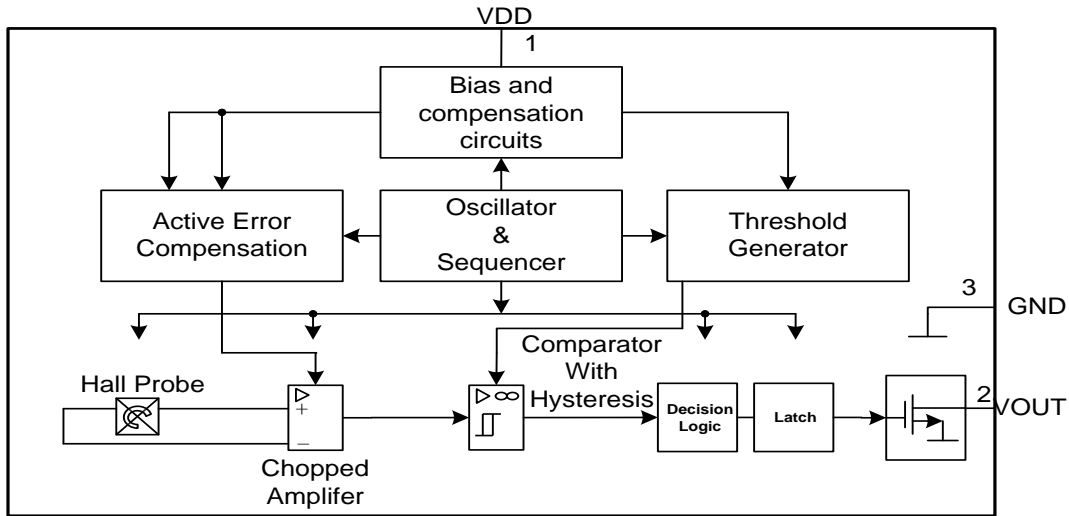 VDD
1
Bias and
compensation
circuits
Active Error
Compensation
Oscillator
&
Sequencer
Threshold
Generator
3
GND
Comparator
With
Hysteresis
Hall Probe
+
−
∞
Decision
Logic
Latch
2
VOUT
Chopped
Amplifer